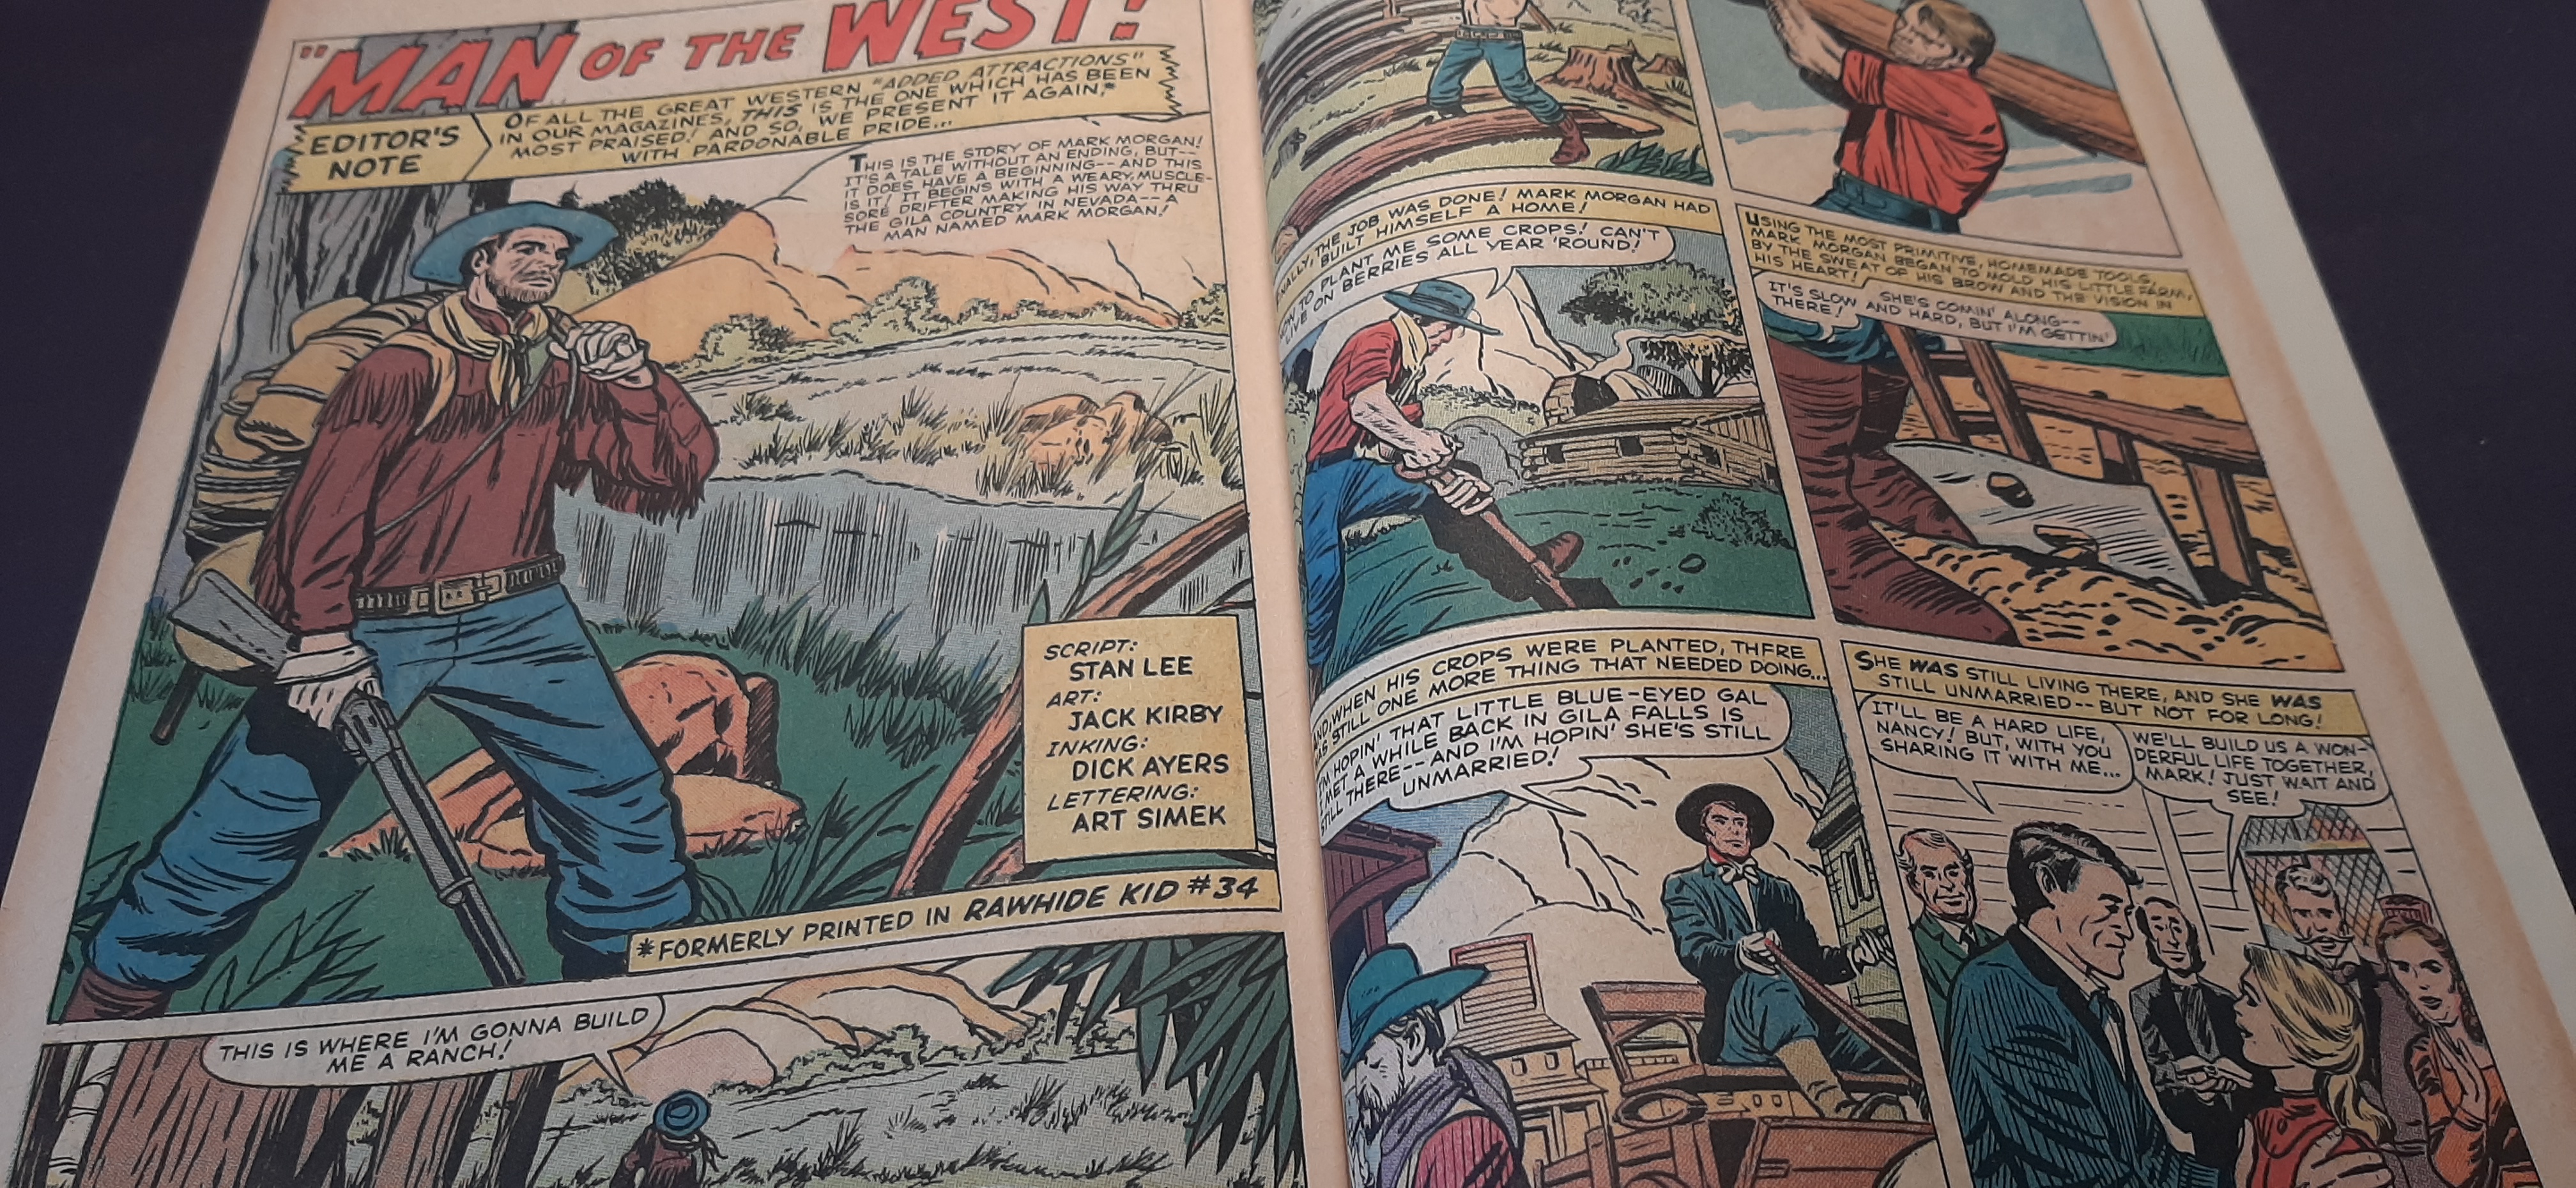 "MAN OF THE WEST!
EDITOR'S
NOTE
OF ALL THE GREAT WESTERN "ADDED ATTRACTIONS"
IN OUR MAGAZINES, THIS IS THE ONE WHICH HAS BEEN
MOST PRAISED! AND SO, WE PRESENT IT AGAIN,*
WITH PARDONABLE PRIDE...
THIS IS THE STORY OF MARK MORGAN!
IT'S A TALE WITHOUT AN ENDING, BUT--
IT DOES HAVE A BEGINNING-- AND THIS
IS IT! IT BEGINS WITH A WEARY, MUSCLE-
SORE DRIFTER MAKING HIS WAY THRU
THE GILA COUNTRY IN NEVADA-- A
MAN NAMED MARK MORGAN!
SCRIPT:
STAN LEE
ART:
JACK KIRBY
INKING:
DICK AYERS
LETTERING:
ART SIMEK
*FORMERLY PRINTED IN RAWHIDE KID #34
THIS IS WHERE I'M GONNA BUILD
ME A RANCH!
THE JOB WAS DONE! MARK MORGAN HAD
BUILT HIMSELF A HOME!
TO PLANT ME SOME CROPS! CAN'T
LIVE ON BERRIES ALL YEAR 'ROUND!
USING THE MOST PRIMITIVE, HOMEMADE TOOLS,
MARK MORGAN BEGAN TO MOLD HIS LITTLE FARM,
BY THE SWEAT OF HIS BROW AND THE VISION IN
HIS HEART!
SHE'S COMIN' ALONG--
IT'S SLOW AND HARD, BUT I'M GETTIN'
THERE!
AND, WHEN HIS CROPS WERE PLANTED, THERE
WAS STILL ONE MORE THING THAT NEEDED DOING...
I'M HOPIN' THAT LITTLE BLUE-EYED GAL
I MET A WHILE BACK IN GILA FALLS IS
STILL THERE-- AND I'M HOPIN' SHE'S STILL
UNMARRIED!
SHE WAS STILL LIVING THERE, AND SHE WAS
STILL UNMARRIED-- BUT NOT FOR LONG!
IT'LL BE A HARD LIFE,
NANCY! BUT, WITH YOU
SHARING IT WITH ME...
WE'LL BUILD US A WON-
DERFUL LIFE TOGETHER,
MARK! JUST WAIT AND
SEE!